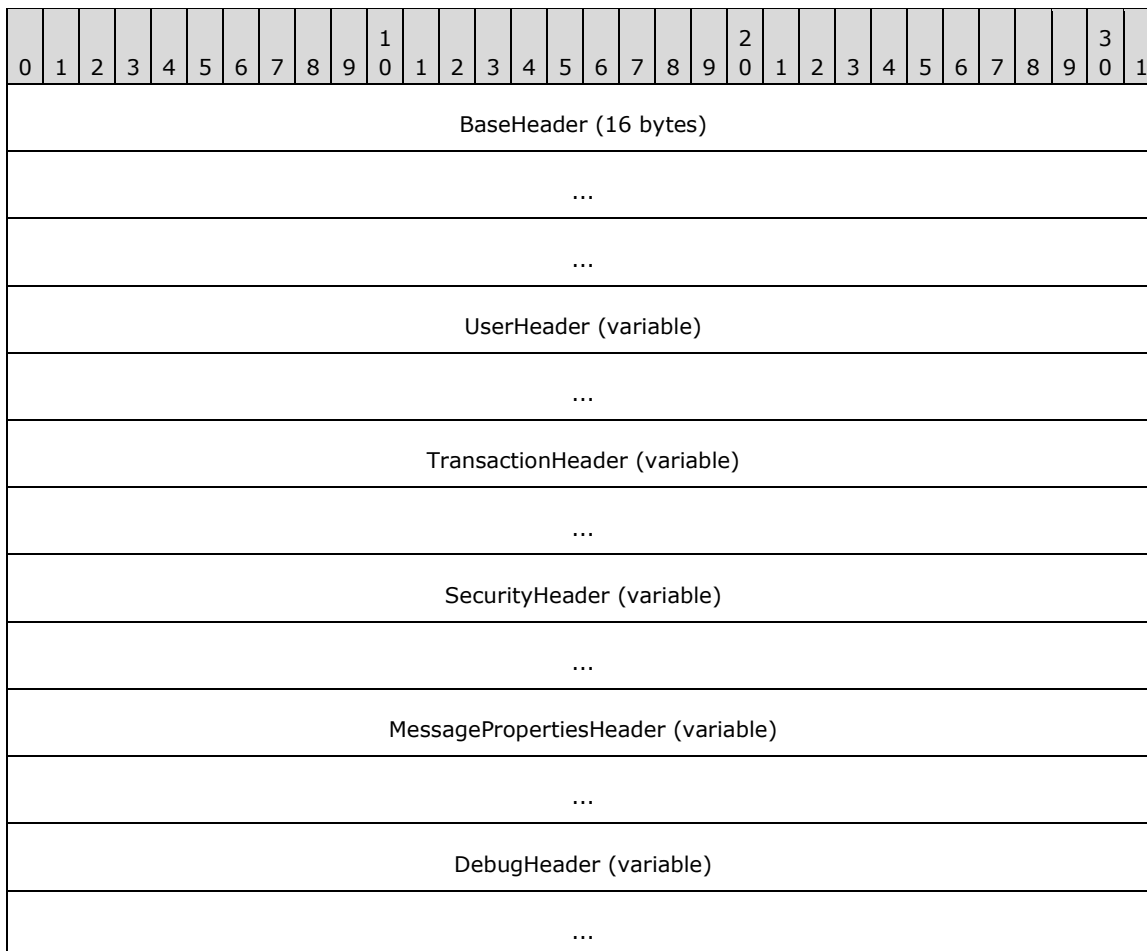 1 2 3
0 1 2 3 4 5 6 7 8 9 0 1 2 3 4 5 6 7 8 9 0 1 2 3 4 5 6 7 8 9 0 1
BaseHeader (16 bytes)
...
...
UserHeader (variable)
...
TransactionHeader (variable)
...
SecurityHeader (variable)
...
MessagePropertiesHeader (variable)
...
DebugHeader (variable)
...